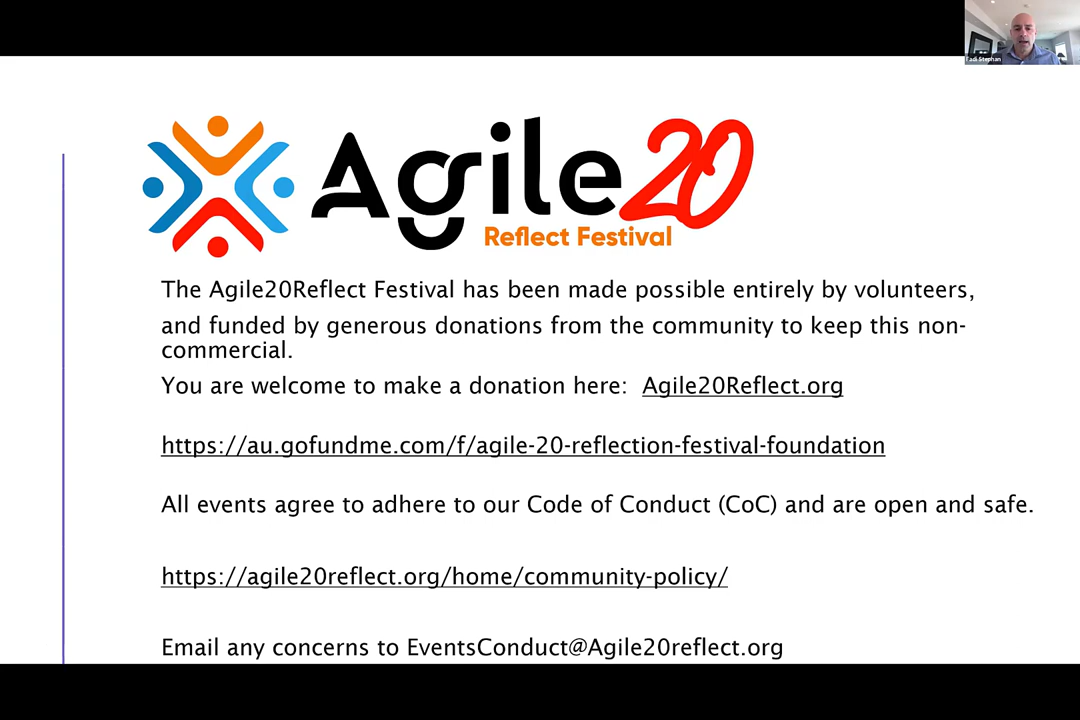 Fadi Stephan
Agile20
Reflect Festival
The Agile20Reflect Festival has been made possible entirely by volunteers,
and funded by generous donations from the community to keep this non-
commercial.
You are welcome to make a donation here: Agile20Reflect.org
https://au.gofundme.com/f/agile-20-reflection-festival-foundation
All events agree to adhere to our Code of Conduct (CoC) and are open and safe.
https://agile20reflect.org/home/community-policy/
Email any concerns to EventsConduct@Agile20reflect.org